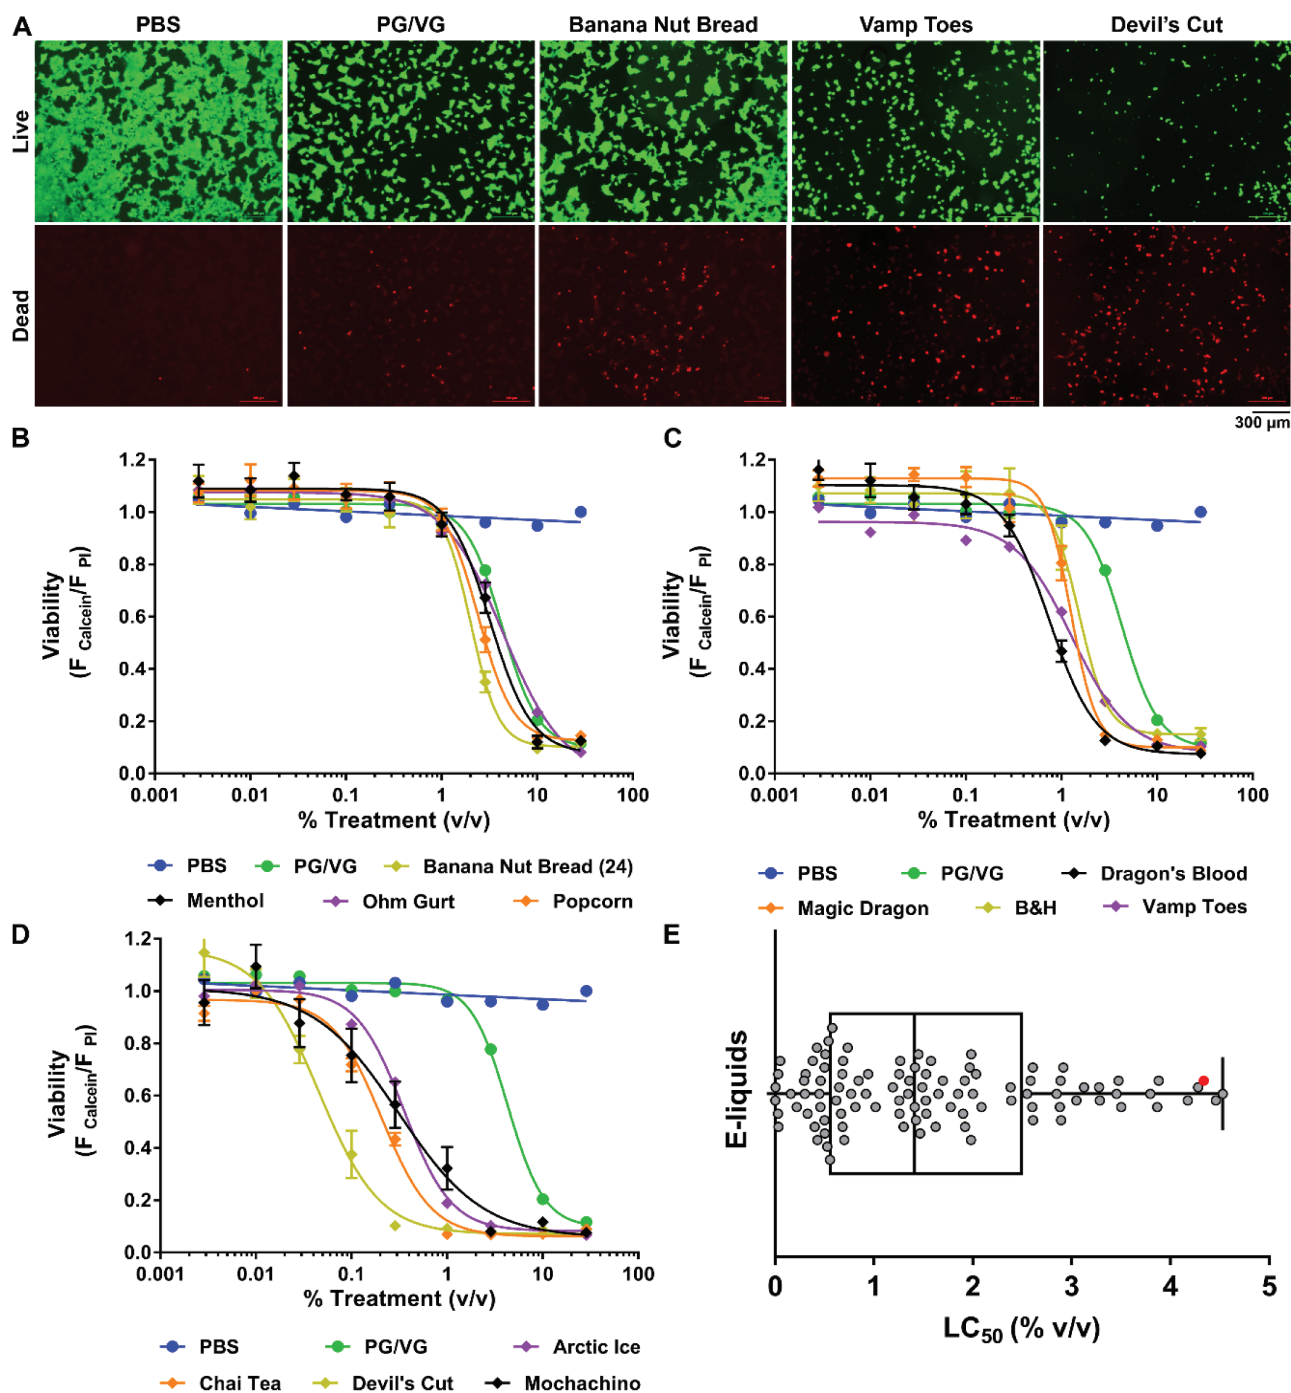 A
PBS
PG/VG
Banana Nut Bread
Vamp Toes
Devil's Cut
Live
Dead
300 µm
B
1.2
1.0
0.8
0.6
0.4
0.2
0.0
Viability
(F Calcein/F PI)
0.001
0.01
0.1
1
10
100
% Treatment (v/v)
PBS
PG/VG
Banana Nut Bread (24)
Menthol
Ohm Gurt
Popcorn
C
1.2
1.0
0.8
0.6
0.4
0.2
0.0
Viability
(F Calcein/F PI)
0.001
0.01
0.1
1
10
100
% Treatment (v/v)
PBS
PG/VG
Dragon's Blood
Magic Dragon
B&H
Vamp Toes
D
1.2
1.0
0.8
0.6
0.4
0.2
0.0
Viability
(F Calcein/F PI)
0.001
0.01
0.1
1
10
100
% Treatment (v/v)
PBS
PG/VG
Arctic Ice
Chai Tea
Devil's Cut
Mochachino
E
E-liquids
0
1
2
3
4
5
LC50 (% v/v)